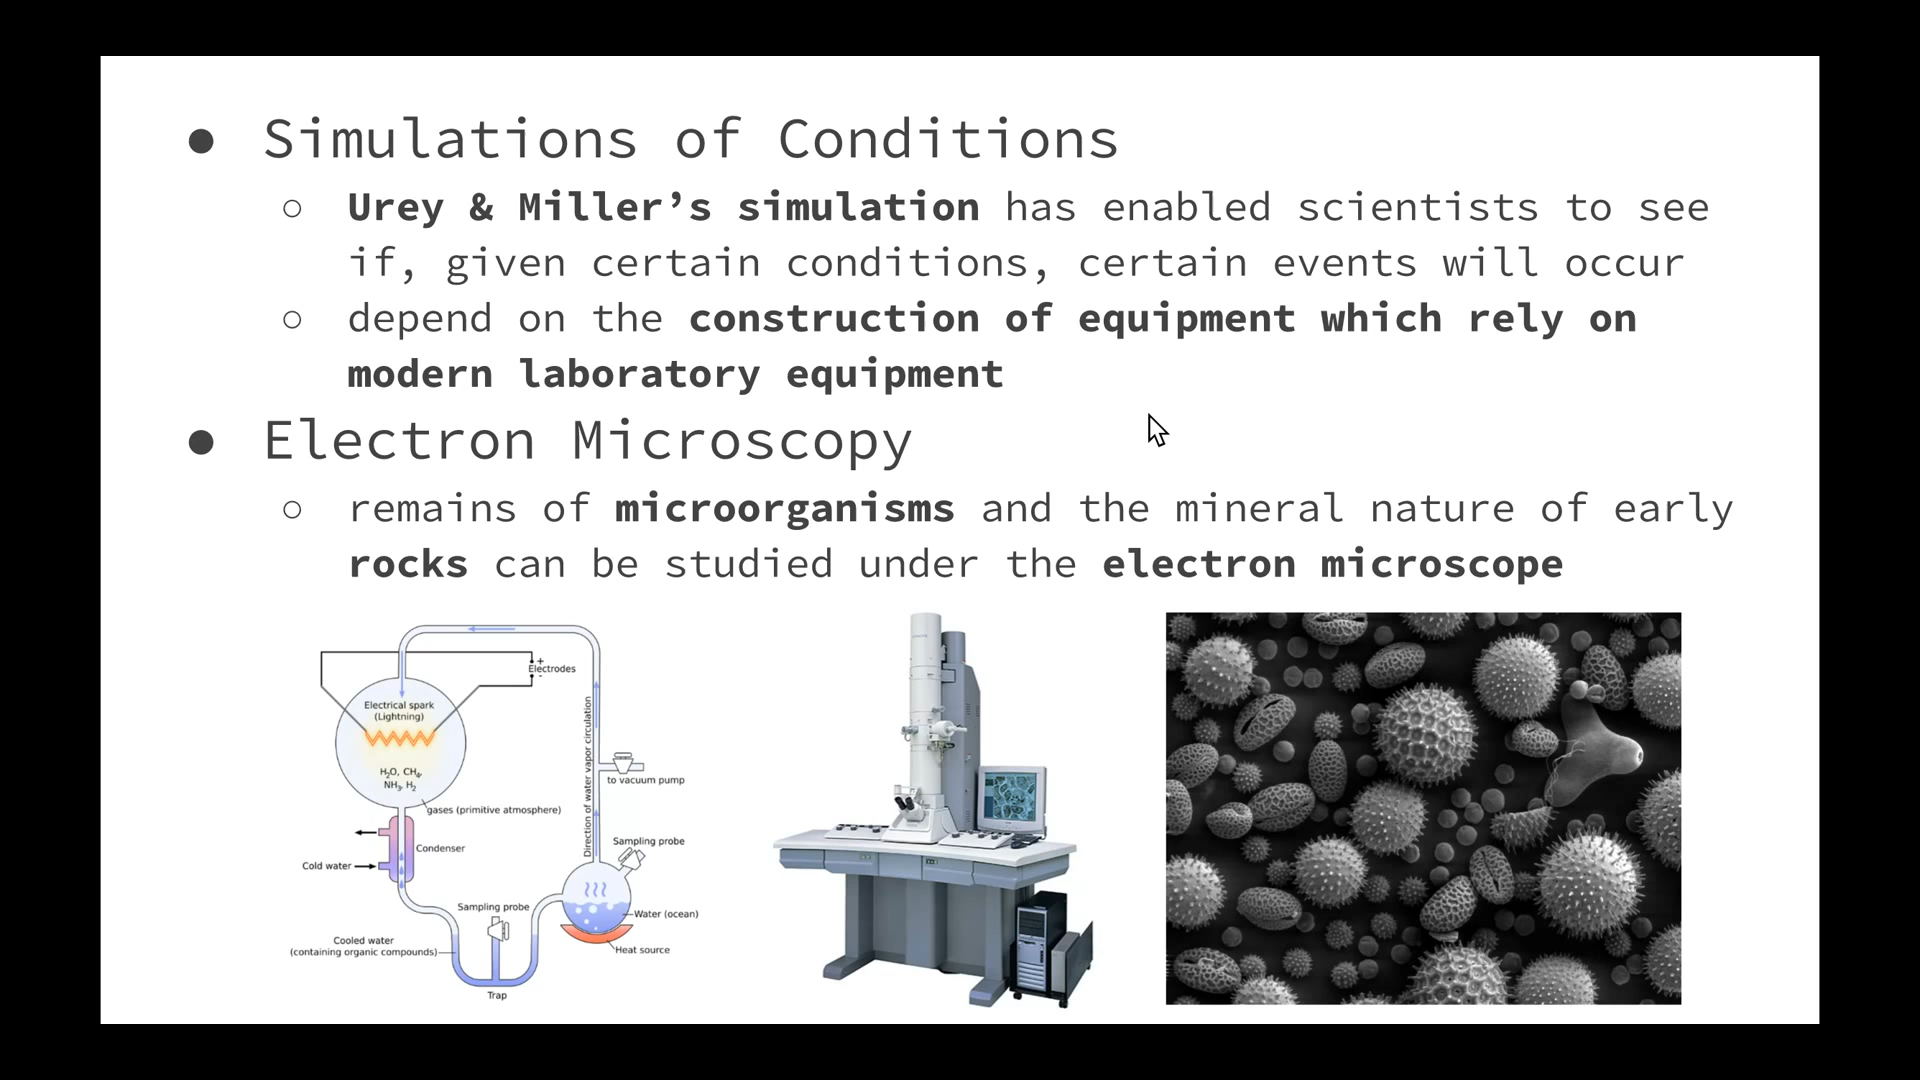 ● Simulations of Conditions
○ Urey & Miller’s simulation has enabled scientists to see
if, given certain conditions, certain events will occur
○ depend on the construction of equipment which rely on
modern laboratory equipment
● Electron Microscopy
○ remains of microorganisms and the mineral nature of early
rocks can be studied under the electron microscope
+
Electrodes
-
Electrical spark
(Lightning)
H₂O, CH₄,
NH₃, H₂
gases (primitive atmosphere)
Direction of water vapor circulation
to vacuum pump
Condenser
Cold water
Sampling probe
Sampling probe
Water (ocean)
Cooled water
(containing organic compounds)
Heat source
Trap